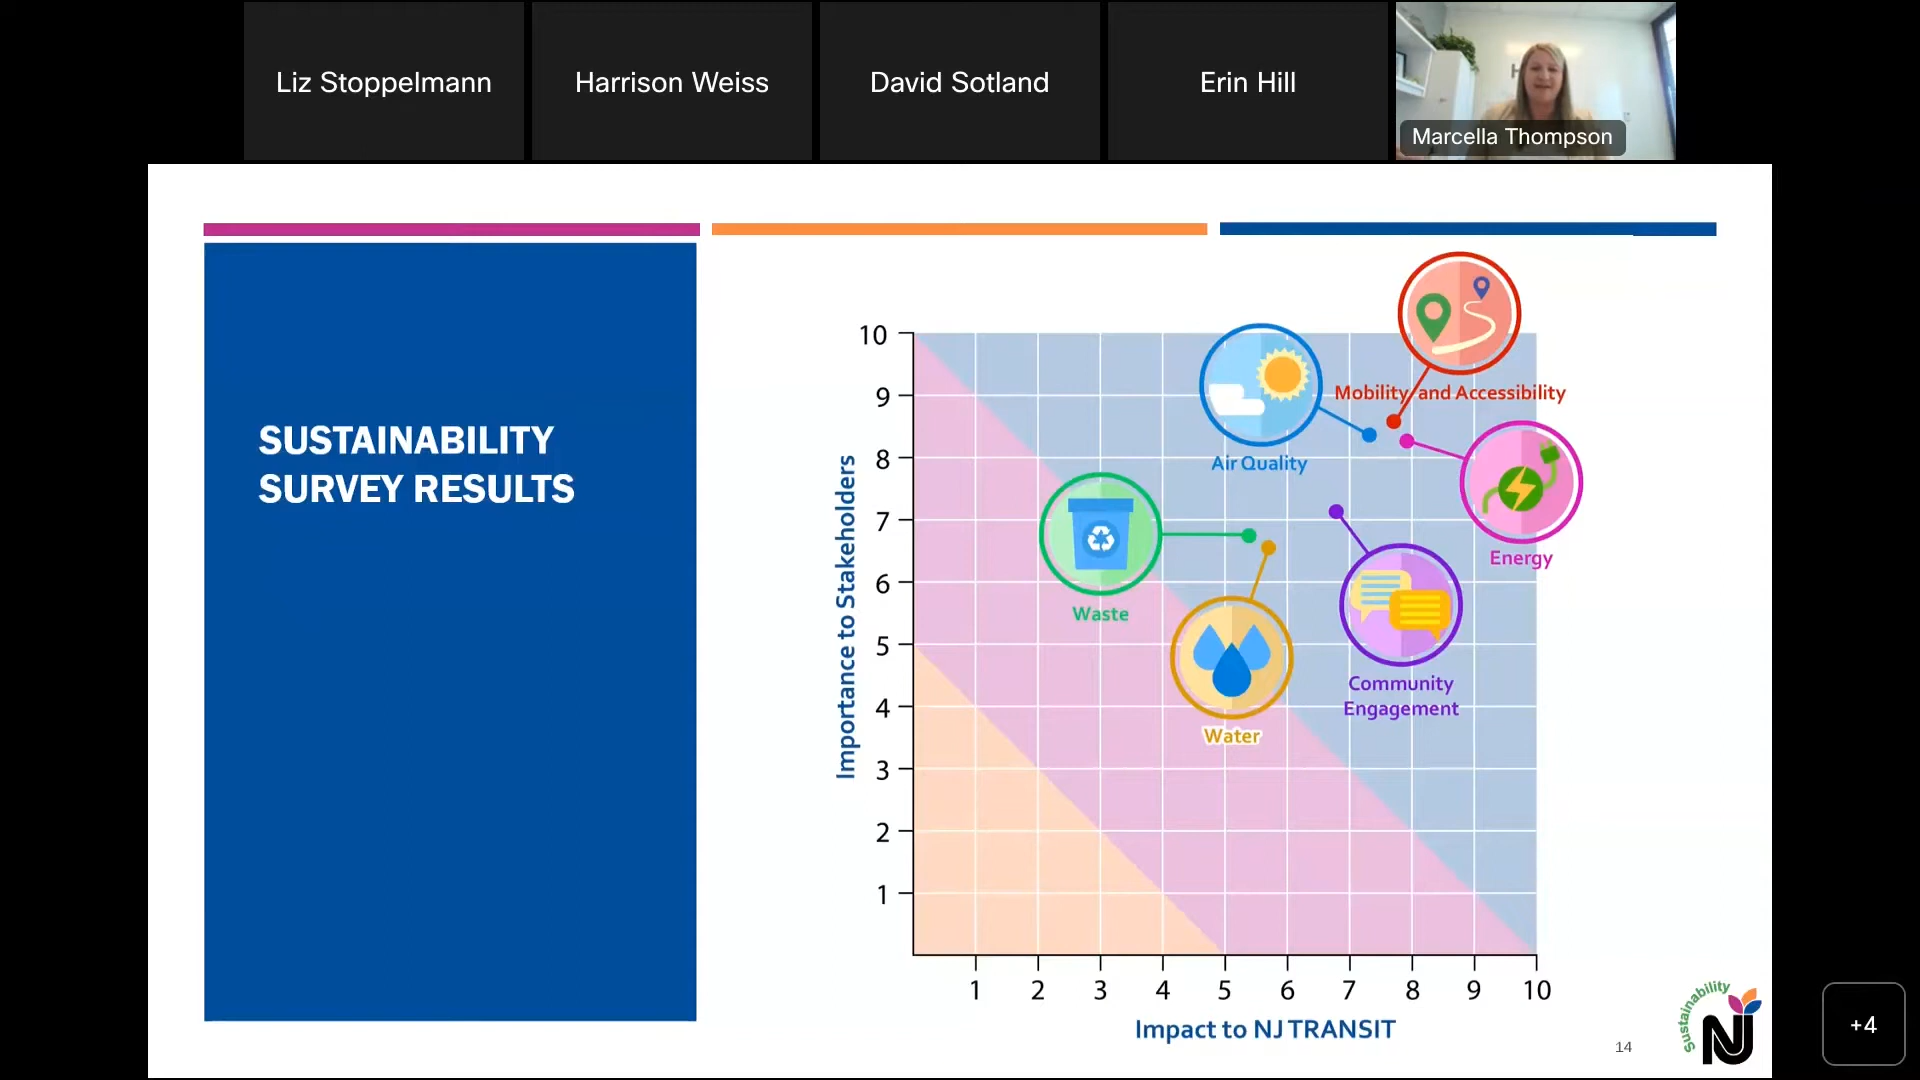 Liz Stoppelmann
Harrison Weiss
David Sotland
Erin Hill
Marcella Thompson
SUSTAINABILITY
SURVEY RESULTS
Importance to Stakeholders
10
9
8
7
6
5
4
3
2
1
Mobility and Accessibility
Air Quality
Energy
Waste
Community
Engagement
Water
1 2 3 4 5 6 7 8 9 10
Impact to NJ TRANSIT
14
Sustainability
NJ
+4